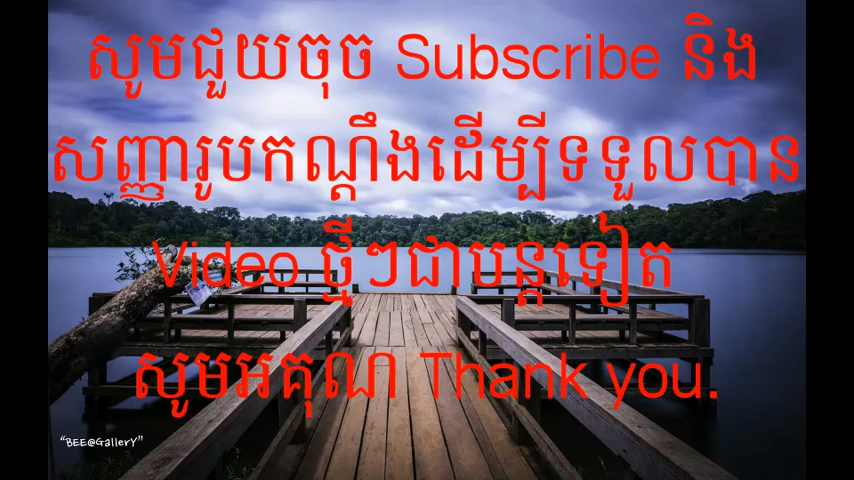 សូមជួយចុច Subscribe និង
សញ្ញារូបកណ្ដឹងដើម្បីទទួលបាន
Video ថ្មីៗជាបន្តទៀត
សូមអគុណ Thank you.
"BEE@GallerY"